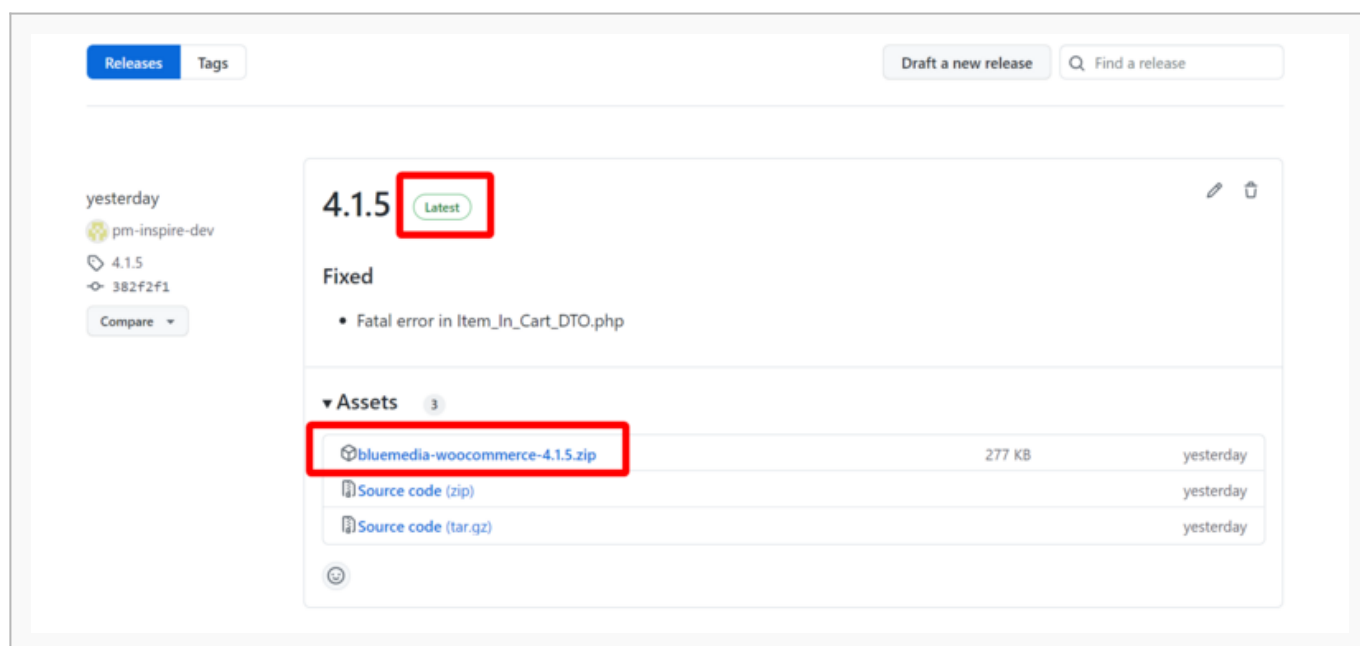 Releases Tags Draft a new release Find a release
yesterday
pm-inspire-dev
4.1.5
382f2f1
Compare
4.1.5 Latest
Fixed
• Fatal error in Item_In_Cart_DTO.php
Assets 3
bluemedia-woocommerce-4.1.5.zip 277 KB yesterday
Source code (zip) yesterday
Source code (tar.gz) yesterday